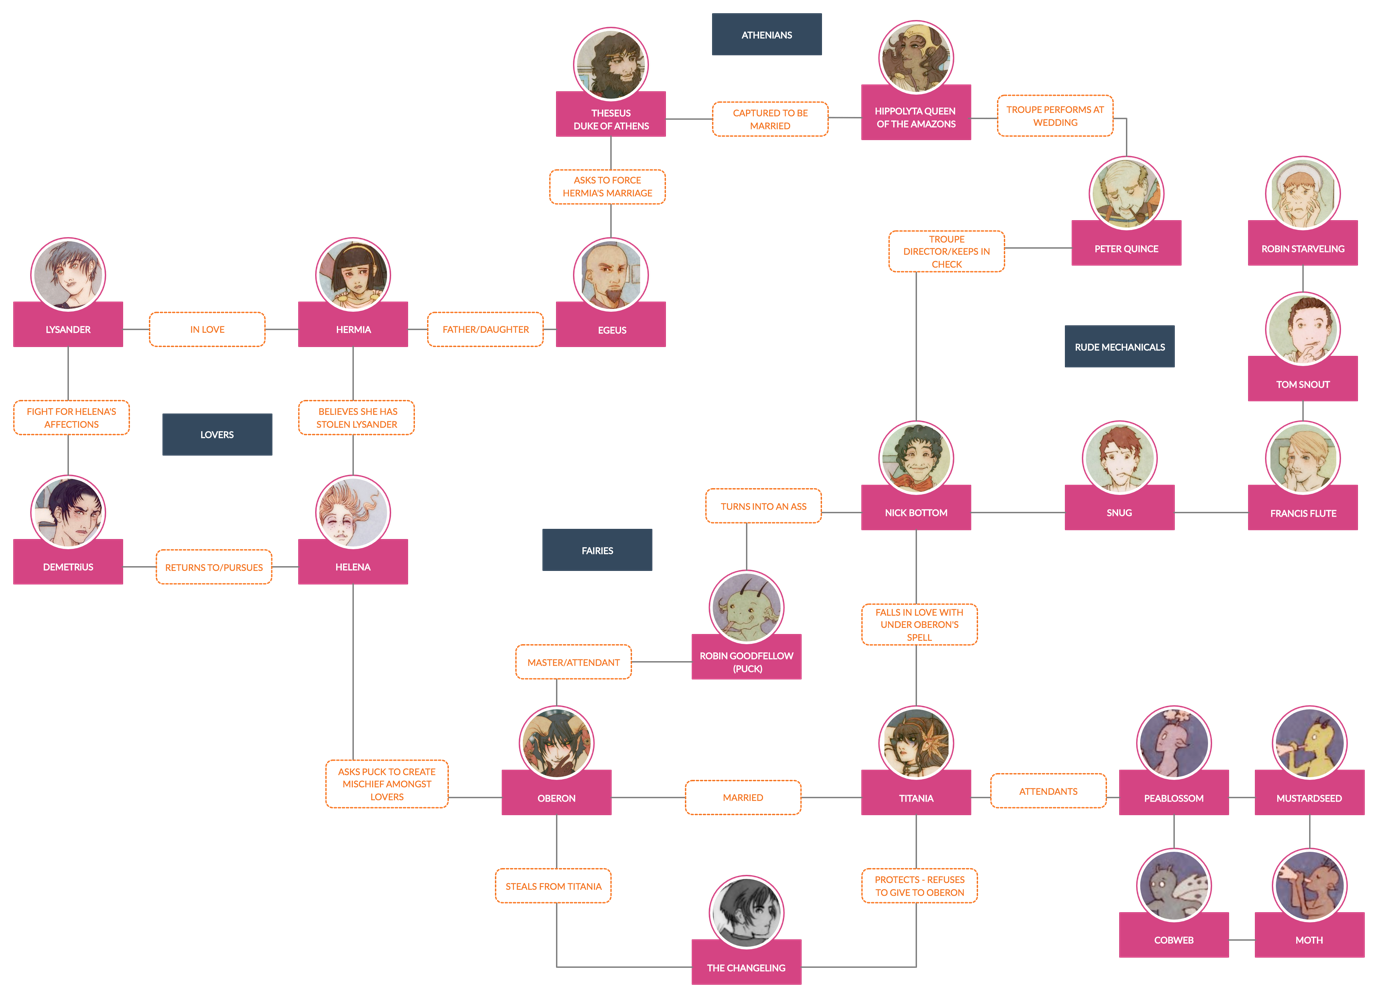 ATHENIANS
THESEUS
DUKE OF ATHENS
CAPTURED TO BE
MARRIED
HIPPOLYTA QUEEN
OF THE AMAZONS
TROUPE PERFORMS AT
WEDDING
ASKS TO FORCE
HERMIA'S MARRIAGE
TROUPE
DIRECTOR/KEEPS IN
CHECK
PETER QUINCE
ROBIN STARVELING
LYSANDER
IN LOVE
HERMIA
FATHER/DAUGHTER
EGEUS
RUDE MECHANICALS
TOM SNOUT
FIGHT FOR HELENA'S
AFFECTIONS
LOVERS
BELIEVES SHE HAS
STOLEN LYSANDER
TURNS INTO AN ASS
NICK BOTTOM
SNUG
FRANCIS FLUTE
DEMETRIUS
RETURNS TO/PURSUES
HELENA
FAIRIES
FALLS IN LOVE WITH
UNDER OBERON'S
SPELL
MASTER/ATTENDANT
ROBIN GOODFELLOW
(PUCK)
ASKS PUCK TO CREATE
MISCHIEF AMONGST
LOVERS
OBERON
MARRIED
TITANIA
ATTENDANTS
PEABLOSSOM
MUSTARDSEED
STEALS FROM TITANIA
PROTECTS - REFUSES
TO GIVE TO OBERON
THE CHANGELING
COBWEB
MOTH